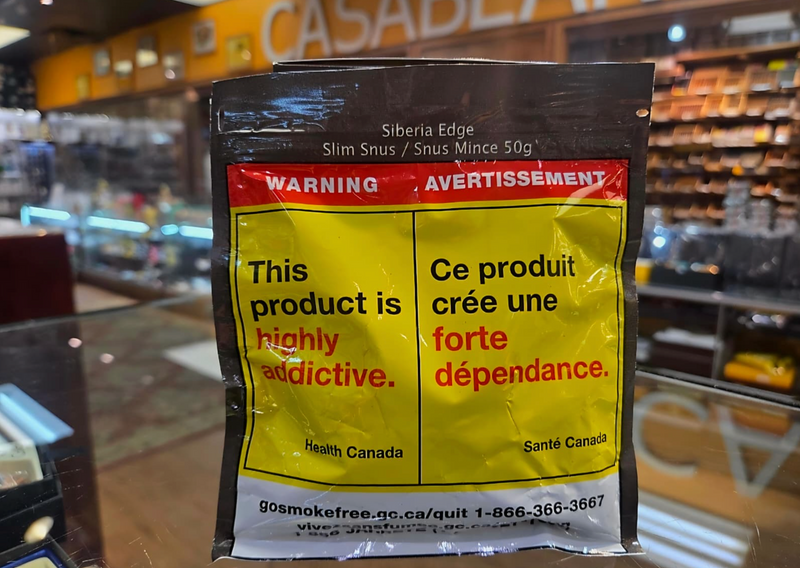 CASABLAN
Siberia Edge
Slim Snus / Snus Mince 50g
WARNING
AVERTISSEMENT
This
product is
highly
addictive.
Health Canada
Ce produit
crée une
forte
dépendance.
Santé Canada
gosmokefree.gc.ca/quit 1-866-366-3667